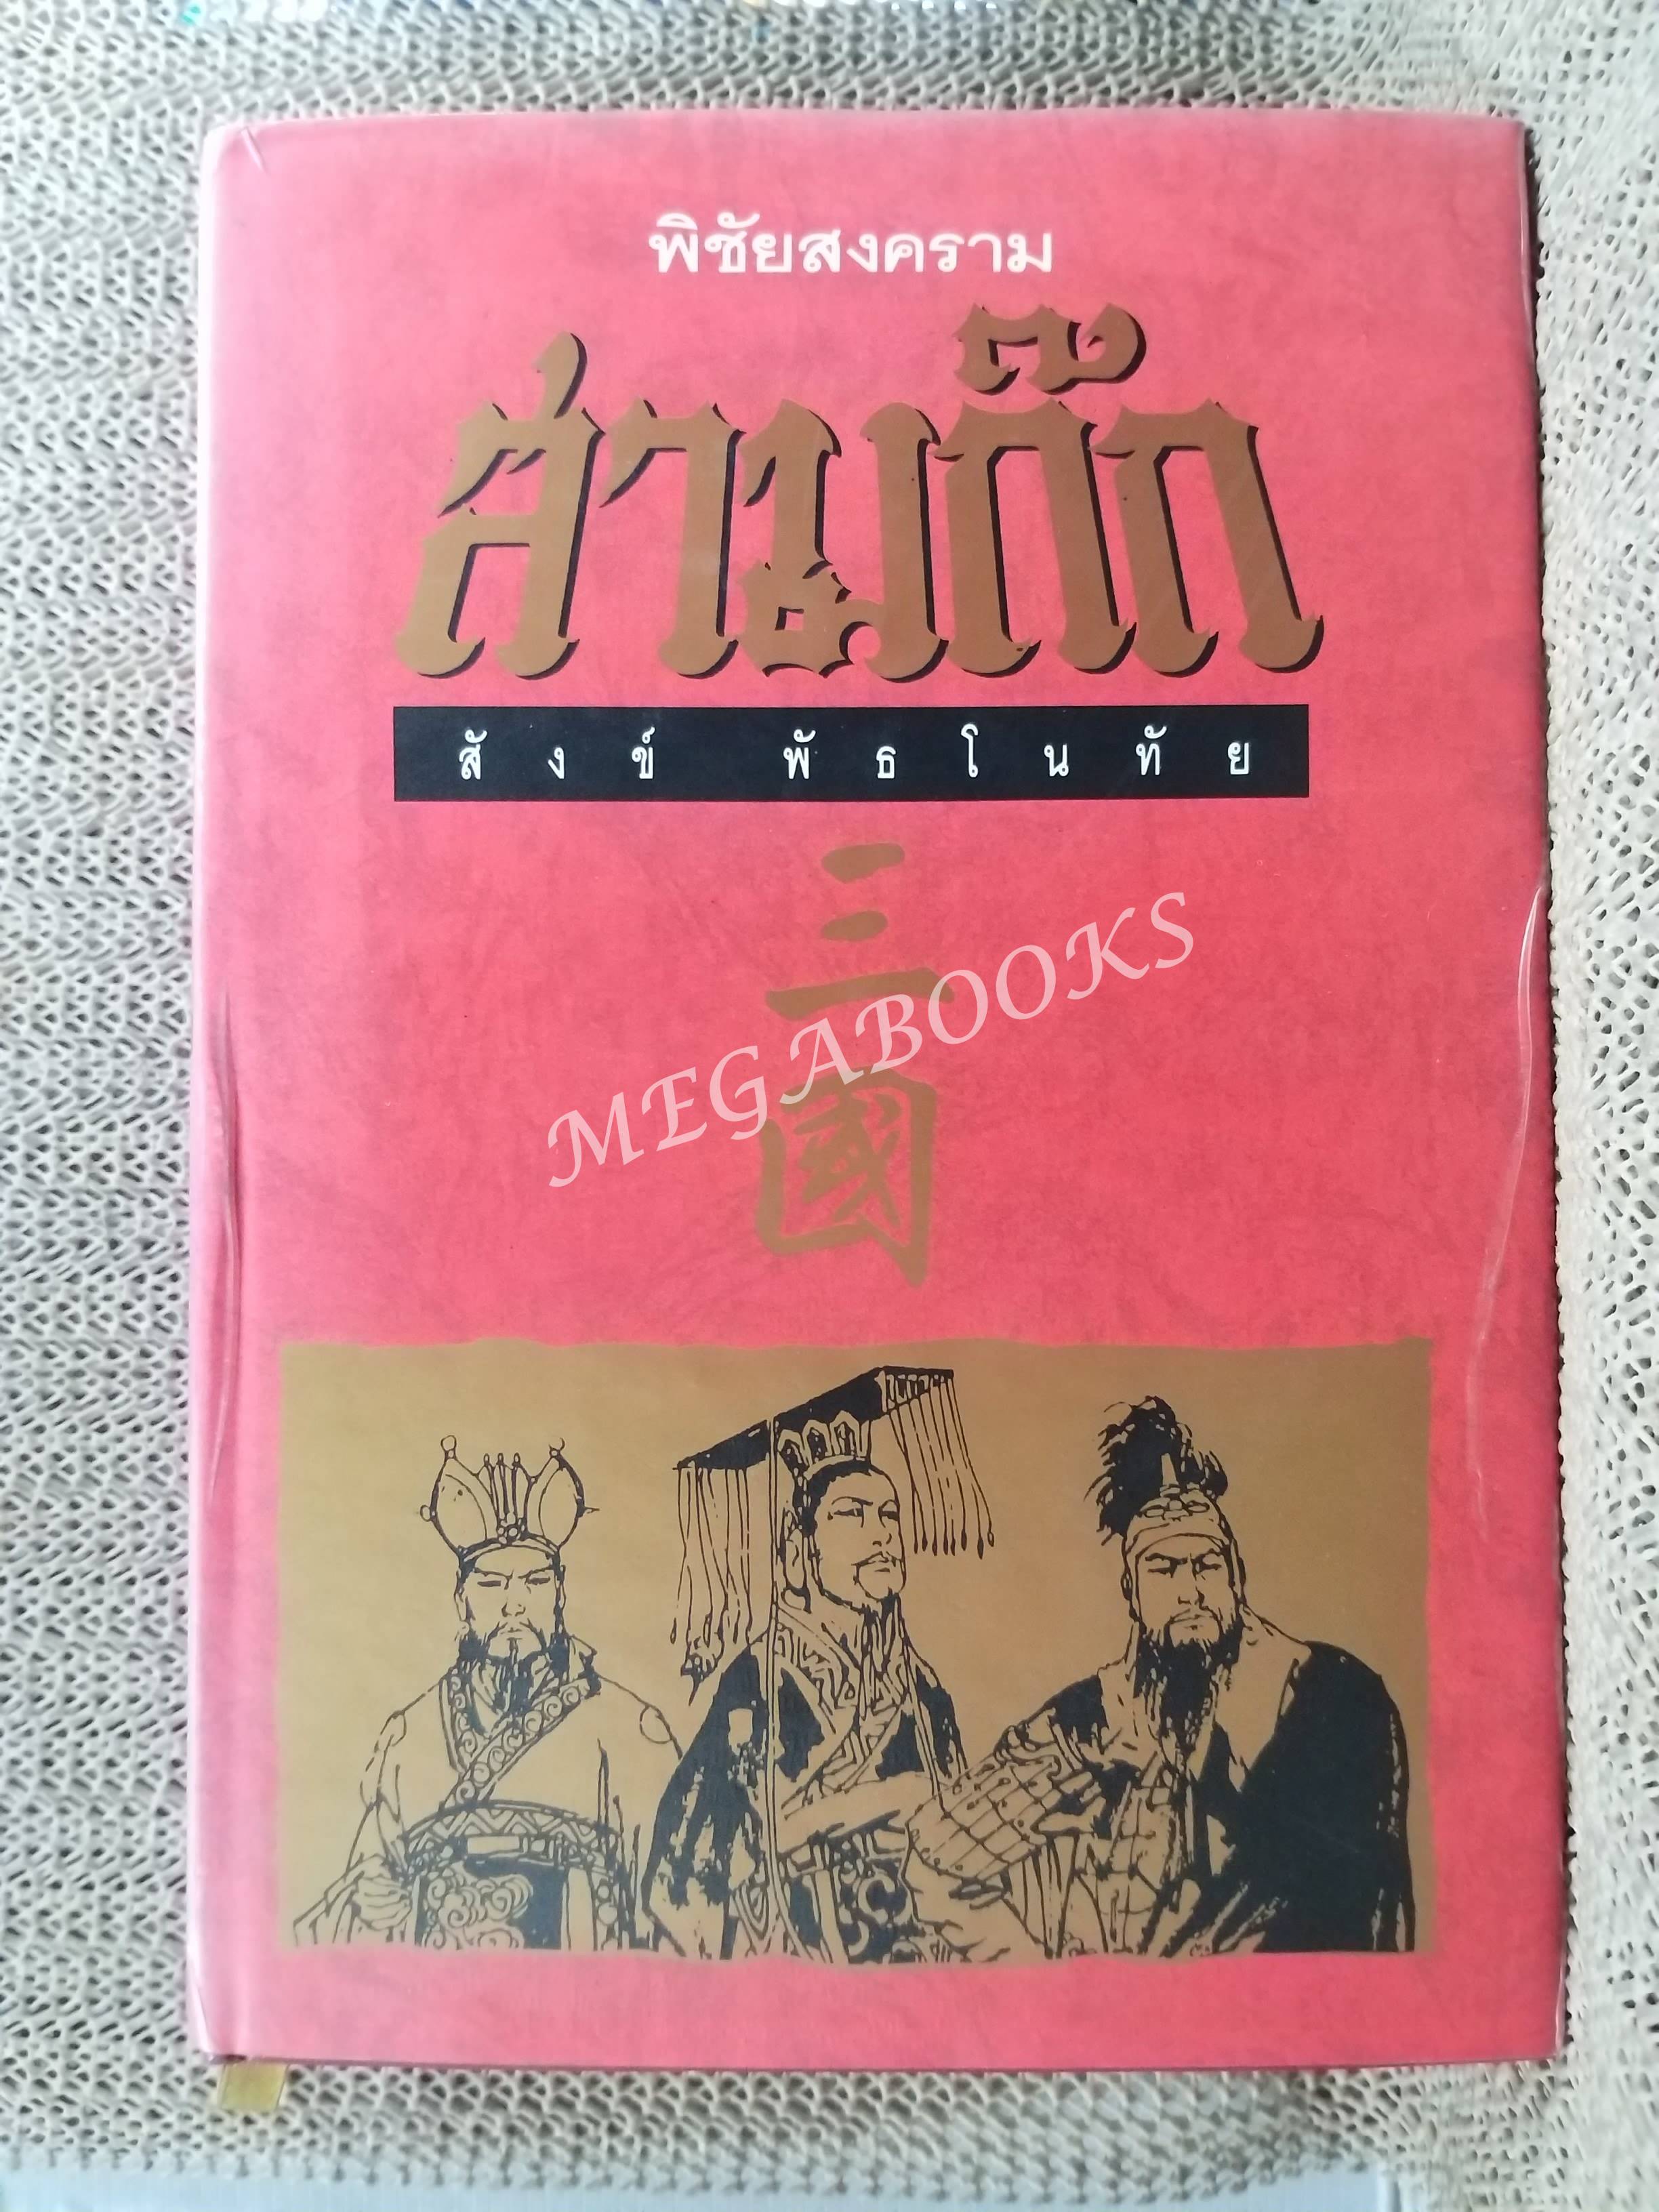 พิชัยสงคราม
สามก๊ก
สังข์ พัธโนทัย
三
國
MEGABOOKS